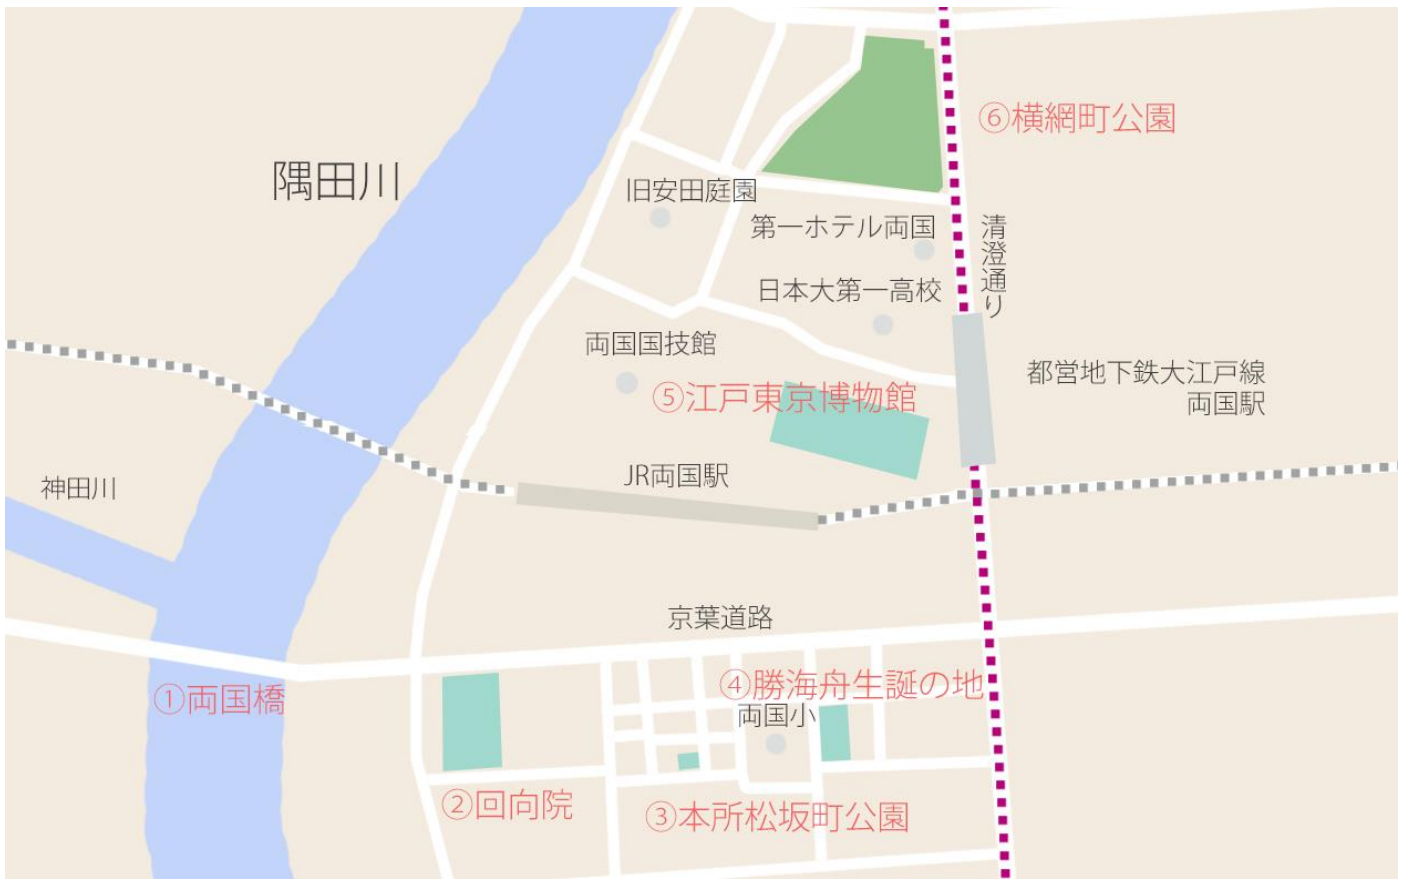 ⑥横網町公園
隅田川
旧安田庭園
第一ホテル両国
清澄通り
日本大第一高校
両国国技館
都営地下鉄大江戸線
両国駅
⑤江戸東京博物館
JR両国駅
神田川
京葉道路
①両国橋
④勝海舟生誕の地
両国小
②回向院
③本所松坂町公園